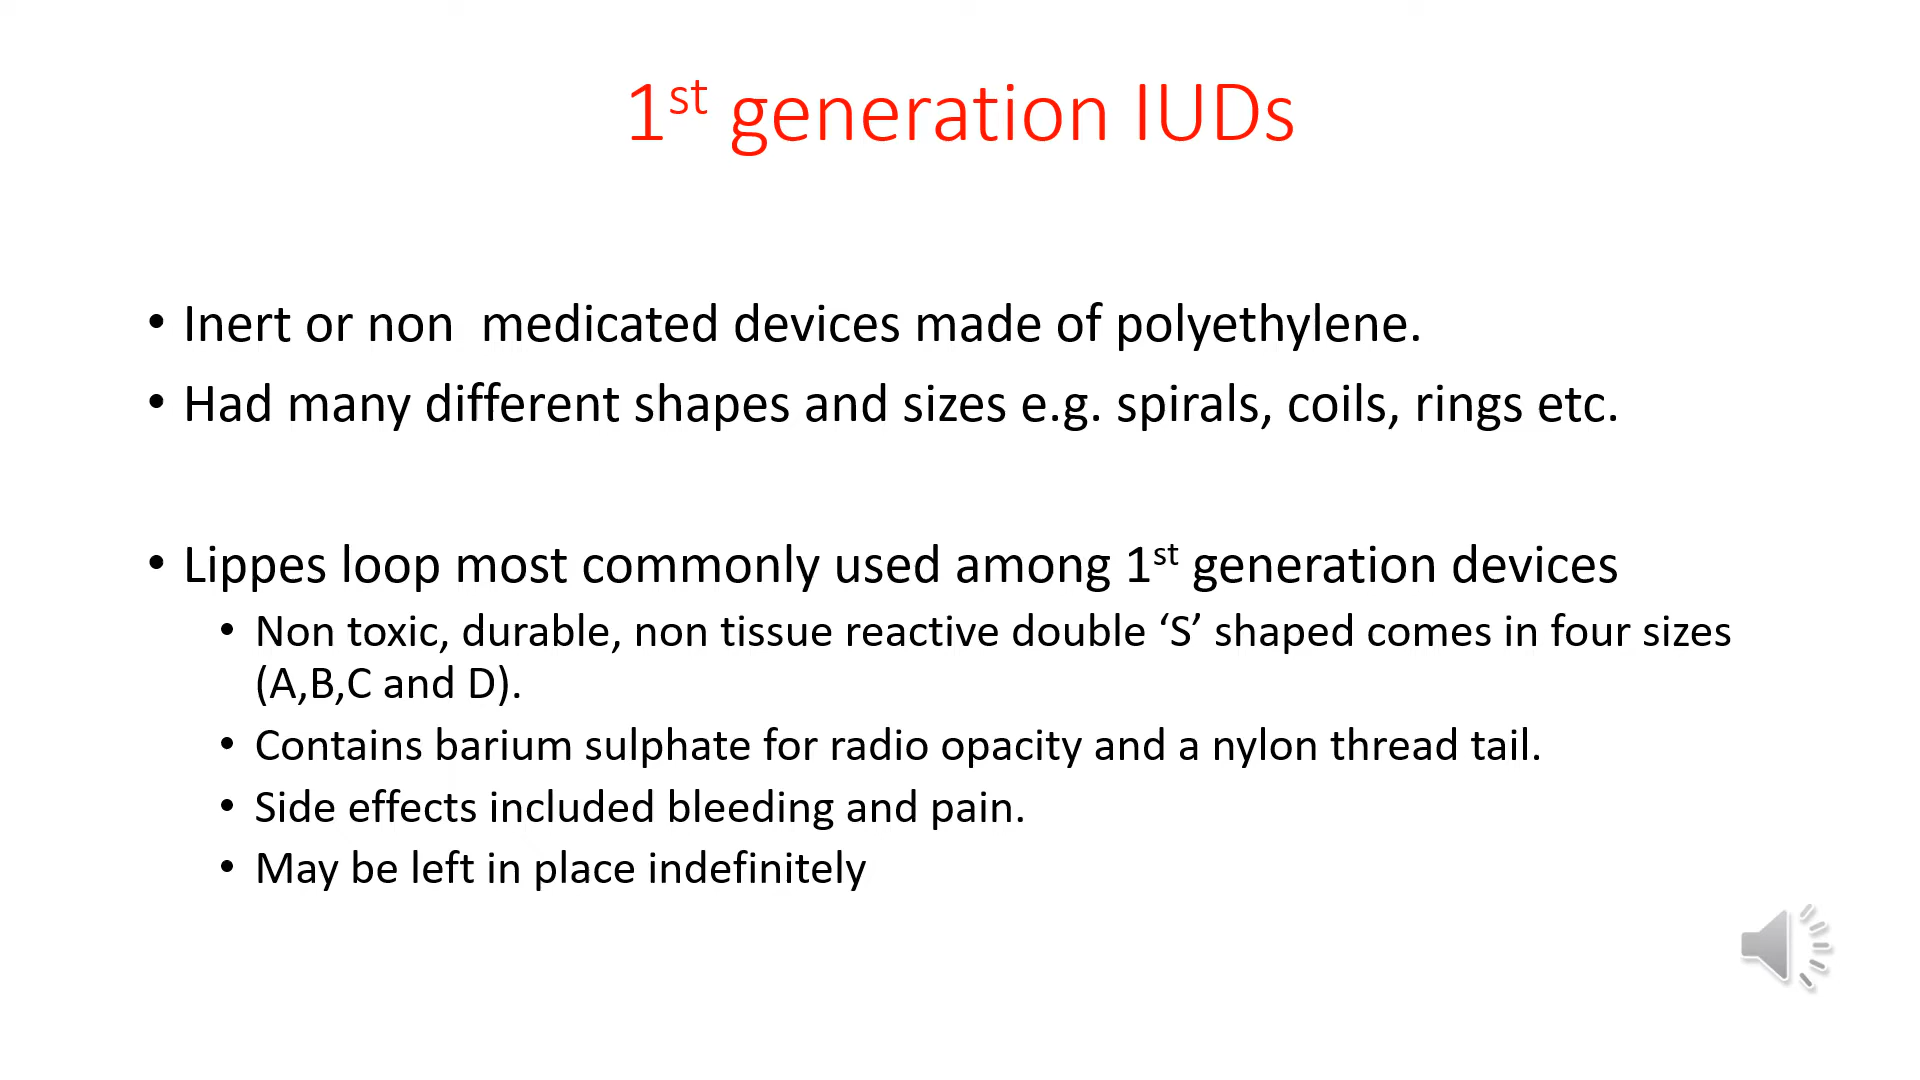 1st generation IUDs
• Inert or non  medicated devices made of polyethylene.
• Had many different shapes and sizes e.g. spirals, coils, rings etc.
• Lippes loop most commonly used among 1st generation devices
• Non toxic, durable, non tissue reactive double ‘S’ shaped comes in four sizes
(A,B,C and D).
• Contains barium sulphate for radio opacity and a nylon thread tail.
• Side effects included bleeding and pain.
• May be left in place indefinitely